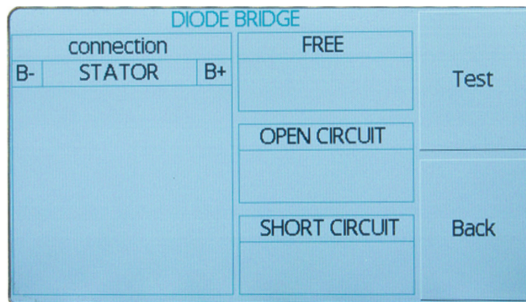 DIODE BRIDGE
connection
B- STATOR B+
FREE
OPEN CIRCUIT
SHORT CIRCUIT
Test
Back